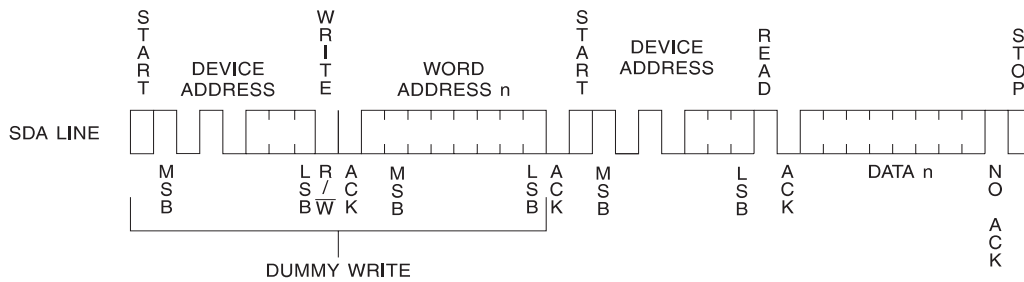 START
WRITE
START
READ
STOP
DEVICE
ADDRESS
WORD
ADDRESS n
DEVICE
ADDRESS
SDA LINE
MSB
LSB
R/W̅
ACK
MSB
LSB
ACK
MSB
LSB
ACK
DATA n
NO ACK
DUMMY WRITE